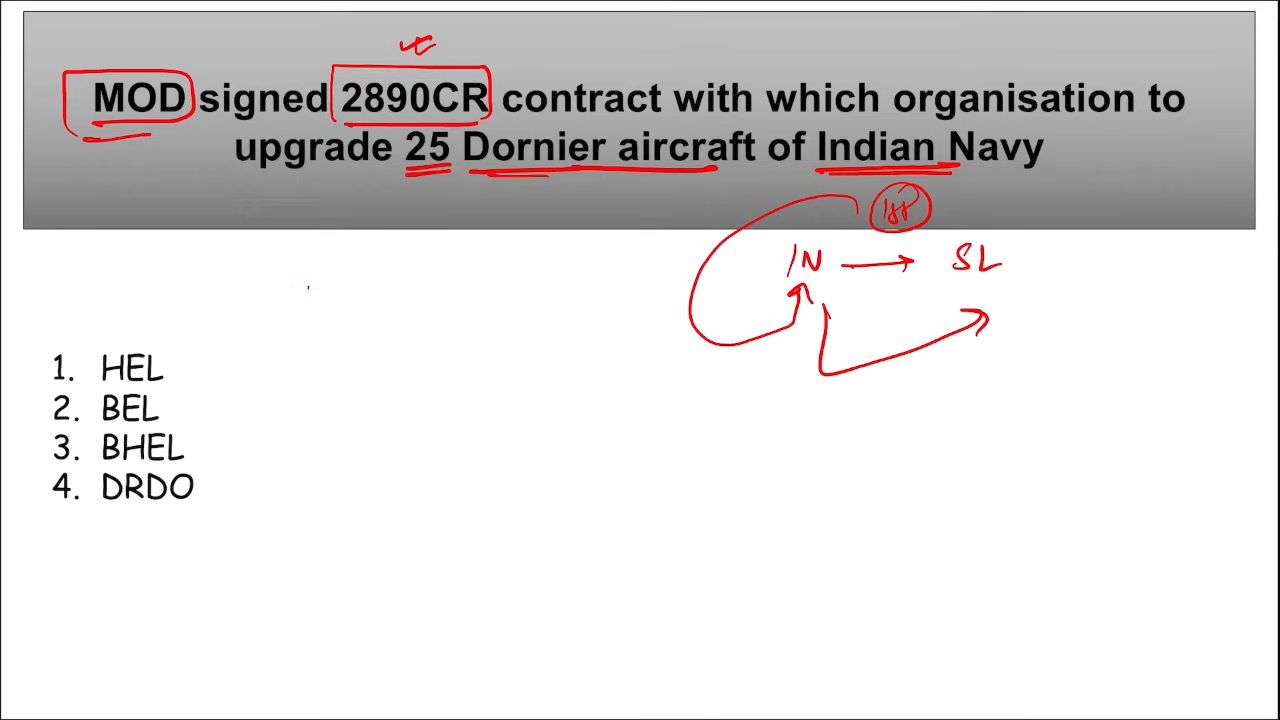 MOD signed 2890CR contract with which organisation to
upgrade 25 Dornier aircraft of Indian Navy
IN → SL
1. HEL
2. BEL
3. BHEL
4. DRDO